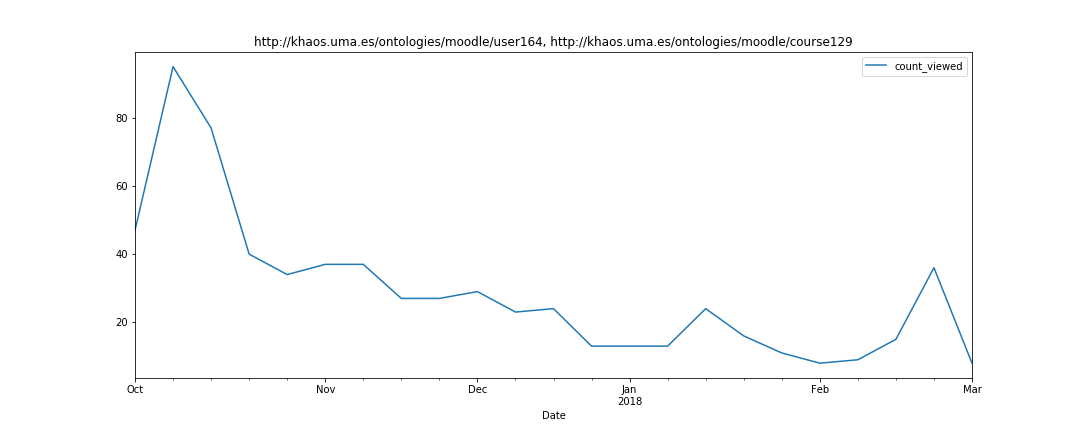 http://khaos.uma.es/ontologies/moodle/user164, http://khaos.uma.es/ontologies/moodle/course129
count_viewed
80
60
40
20
Oct Nov Dec Jan Feb Mar
2018
Date